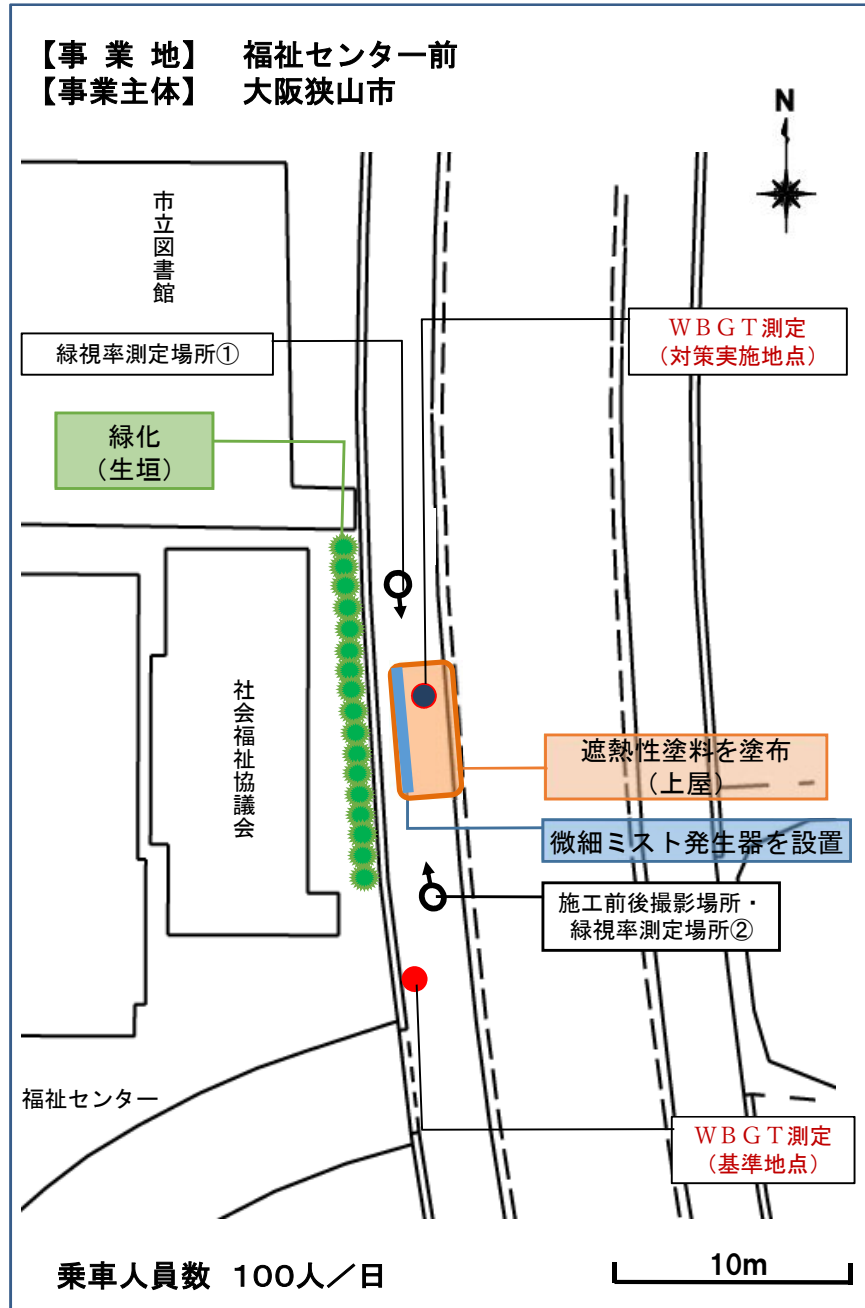 【事 業 地】 福祉センター前
【事業主体】 大阪狭山市
N
市立図書館
WBGT測定
(対策実施地点)
緑視率測定場所①
緑化
(生垣)
社会福祉協議会
遮熱性塗料を塗布
(上屋)
微細ミスト発生器を設置
施工前後撮影場所・
緑視率測定場所②
福祉センター
WBGT測定
(基準地点)
乗車人員数 100人/日
10m